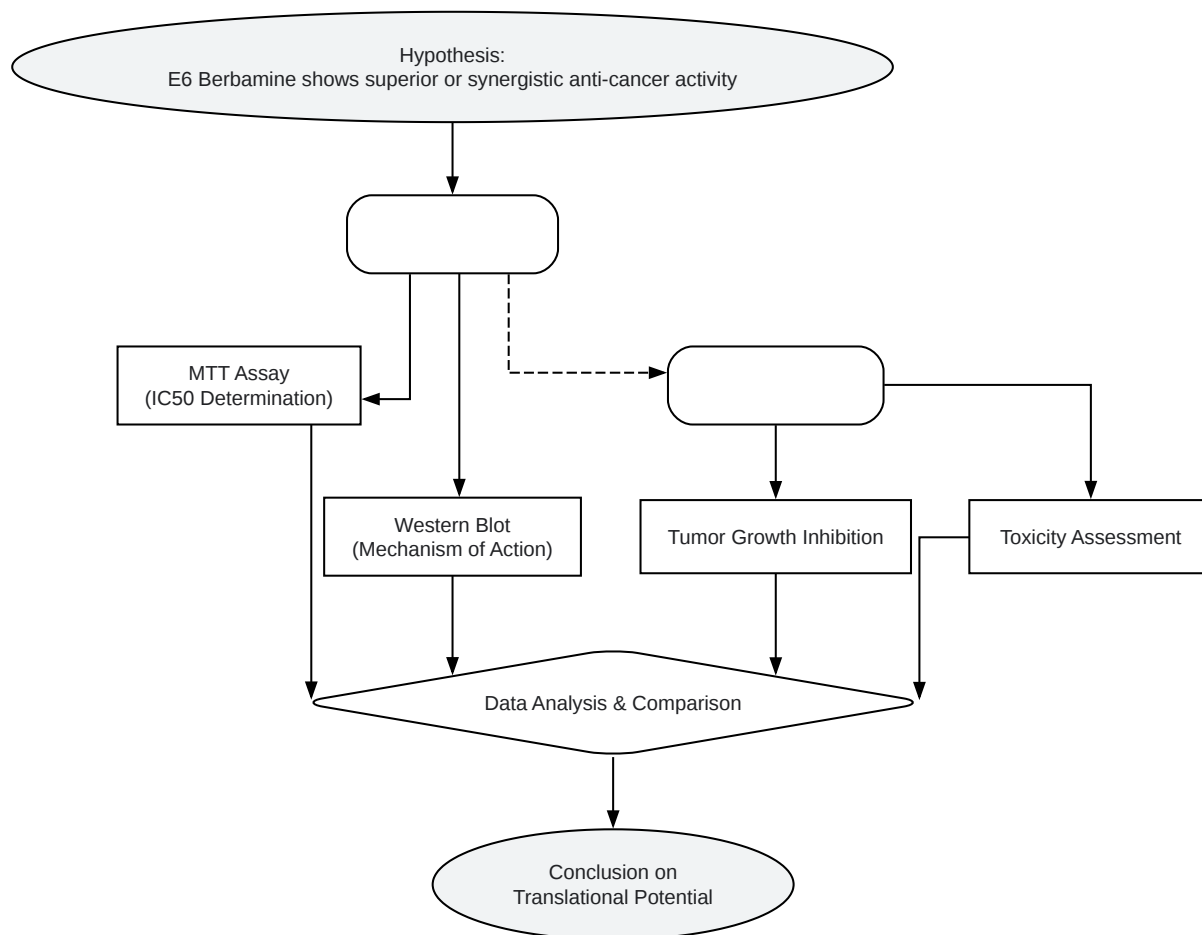 Hypothesis:
E6 Berbamine shows superior or synergistic anti-cancer activity
MTT Assay
(IC50 Determination)
Western Blot
(Mechanism of Action)
Tumor Growth Inhibition
Toxicity Assessment
Data Analysis & Comparison
Conclusion on
Translational Potential